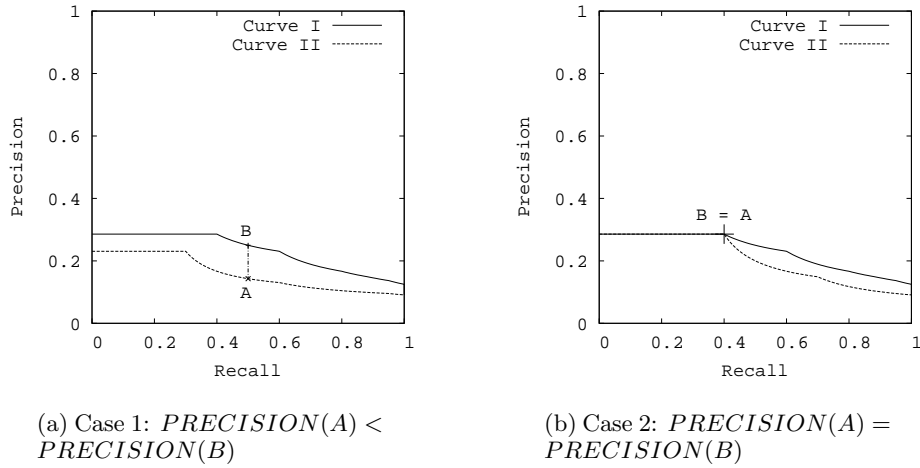 1
0.8
0.6
0.4
0.2
0
Precision
Curve I
Curve II
B
A
0 0.2 0.4 0.6 0.8 1
Recall
(a) Case 1: PRECISION(A) <
PRECISION(B)
1
0.8
0.6
0.4
0.2
0
Precision
Curve I
Curve II
B = A
0 0.2 0.4 0.6 0.8 1
Recall
(b) Case 2: PRECISION(A) =
PRECISION(B)